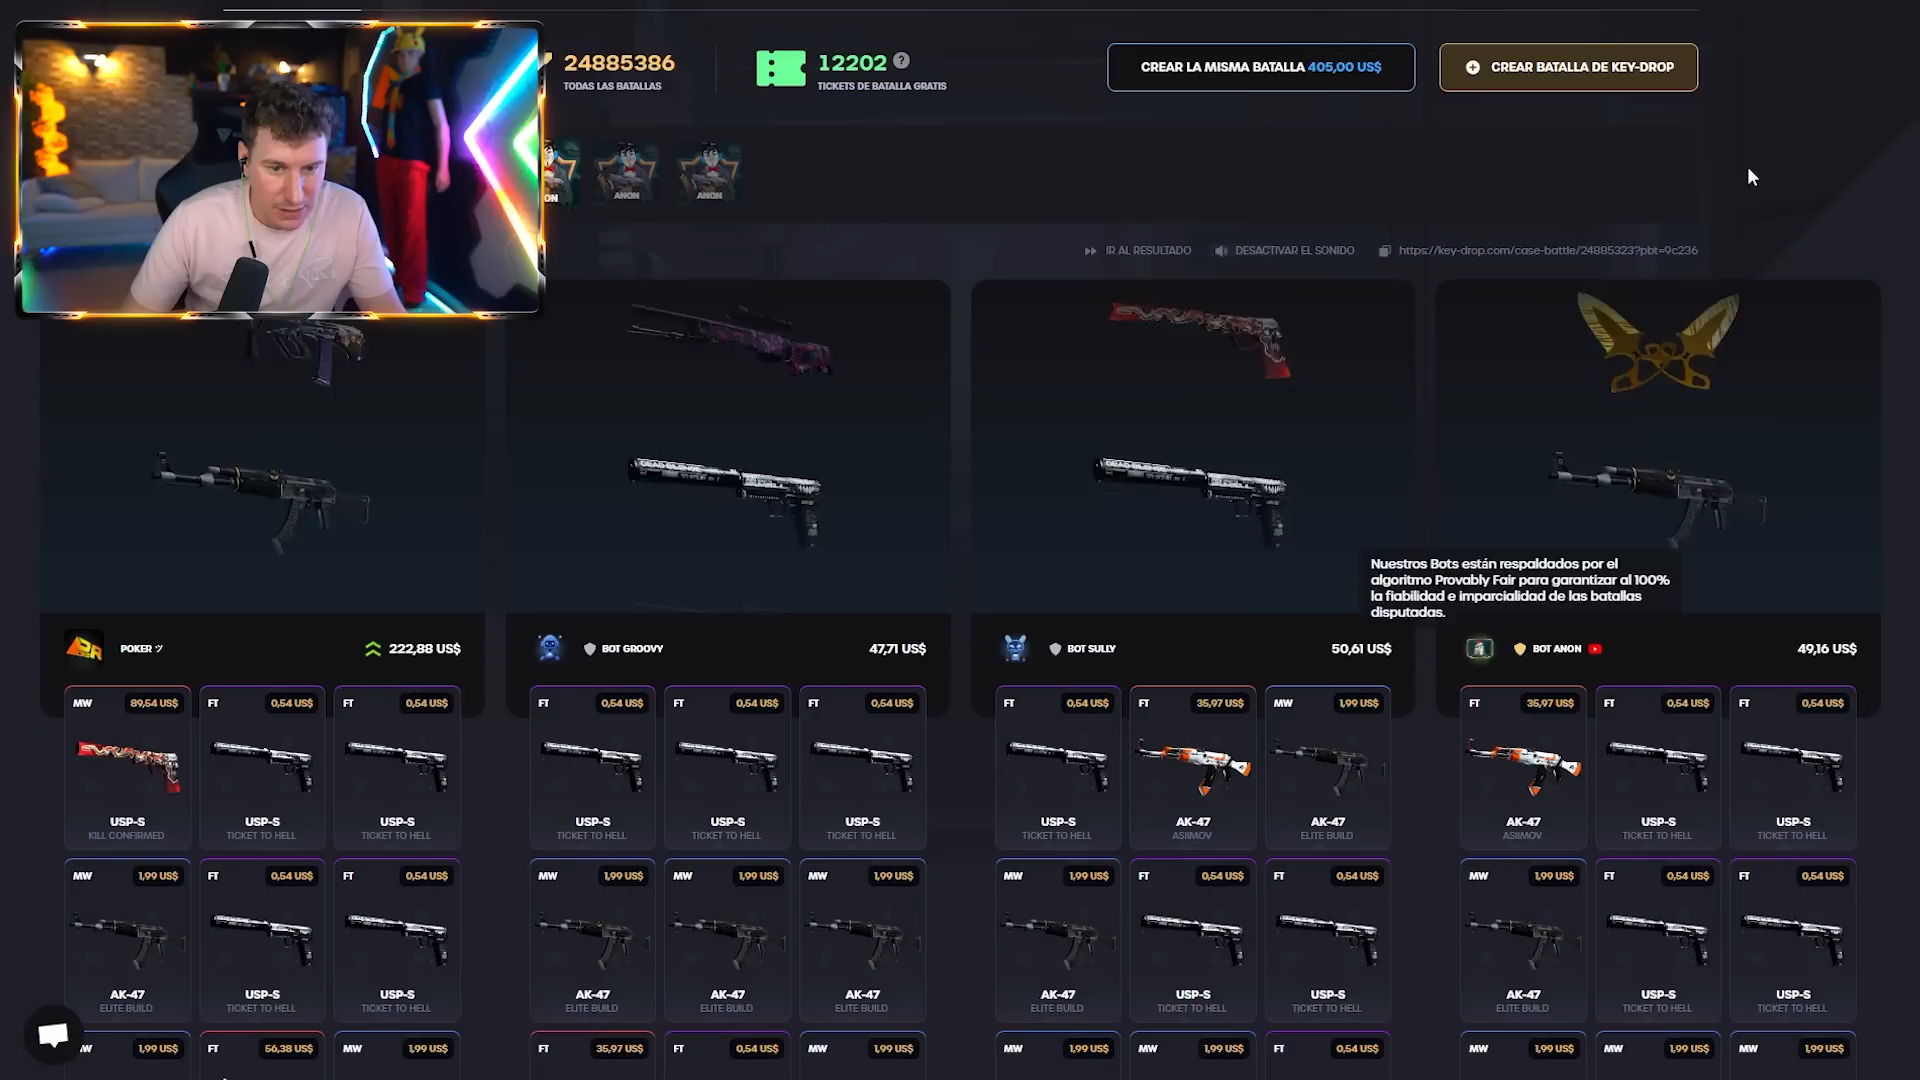 24885386
TODAS LAS BATALLAS
12202 ?
TICKETS DE BATALLA GRATIS
CREAR LA MISMA BATALLA 405,00 US$
CREAR BATALLA DE KEY-DROP
ON
ANON
ANON
IR AL RESULTADO
DESACTIVAR EL SONIDO
https://key-drop.com/case-battle/24885323?pbt=9c236
Nuestros Bots están respaldados por el
algoritmo Provably Fair para garantizar al 100%
la fiabilidad e imparcialidad de las batallas
disputadas.
POKER ツ
222,88 US$
BOT GROOVY
47,71 US$
BOT SULLY
50,61 US$
BOT ANON
49,16 US$
MW 89,54 US$
FT 0,54 US$
FT 0,54 US$
FT 0,54 US$
FT 0,54 US$
FT 0,54 US$
FT 0,54 US$
FT 35,97 US$
MW 1,99 US$
FT 35,97 US$
FT 0,54 US$
FT 0,54 US$
USP-S
KILL CONFIRMED
USP-S
TICKET TO HELL
USP-S
TICKET TO HELL
USP-S
TICKET TO HELL
USP-S
TICKET TO HELL
USP-S
TICKET TO HELL
USP-S
TICKET TO HELL
AK-47
ASIIMOV
AK-47
ELITE BUILD
AK-47
ASIIMOV
USP-S
TICKET TO HELL
USP-S
TICKET TO HELL
MW 1,99 US$
FT 0,54 US$
FT 0,54 US$
MW 1,99 US$
MW 1,99 US$
MW 1,99 US$
MW 1,99 US$
FT 0,54 US$
FT 0,54 US$
MW 1,99 US$
FT 0,54 US$
FT 0,54 US$
AK-47
ELITE BUILD
USP-S
TICKET TO HELL
USP-S
TICKET TO HELL
AK-47
ELITE BUILD
AK-47
ELITE BUILD
AK-47
ELITE BUILD
AK-47
ELITE BUILD
USP-S
TICKET TO HELL
USP-S
TICKET TO HELL
AK-47
ELITE BUILD
USP-S
TICKET TO HELL
USP-S
TICKET TO HELL
W 1,99 US$
FT 56,38 US$
MW 1,99 US$
FT 35,97 US$
FT 0,54 US$
MW 1,99 US$
MW 1,99 US$
MW 1,99 US$
FT 0,54 US$
MW 1,99 US$
MW 1,99 US$
MW 1,99 US$